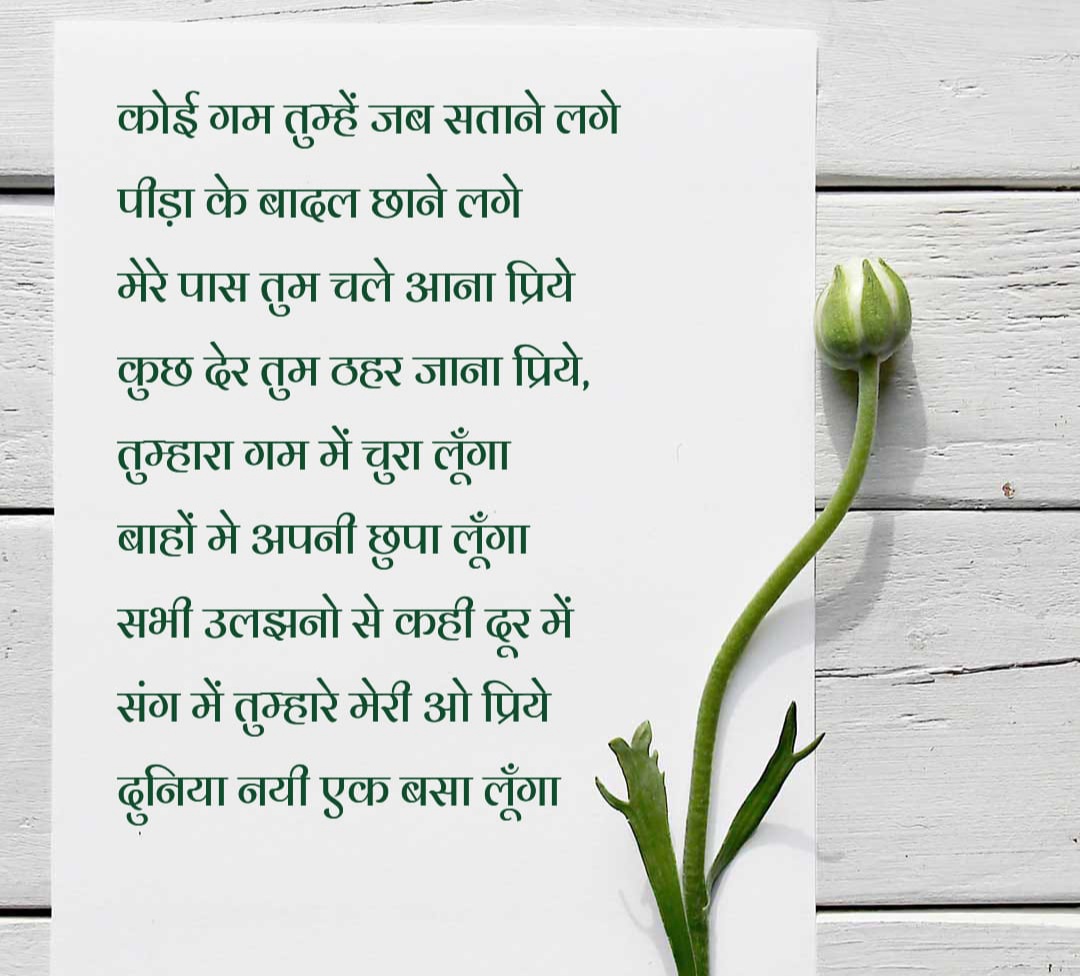 कोई गम तुम्हें जब सताने लगे
पीड़ा के बादल छाने लगे
मेरे पास तुम चले आना प्रिये
कुछ देर तुम ठहर जाना प्रिये,
तुम्हारा गम में चुरा लूँगा
बाहों मे अपनी छुपा लूँगा
सभी उलझनो से कही दूर में
संग में तुम्हारे मेरी ओ प्रिये
दुनिया नयी एक बसा लूँगा